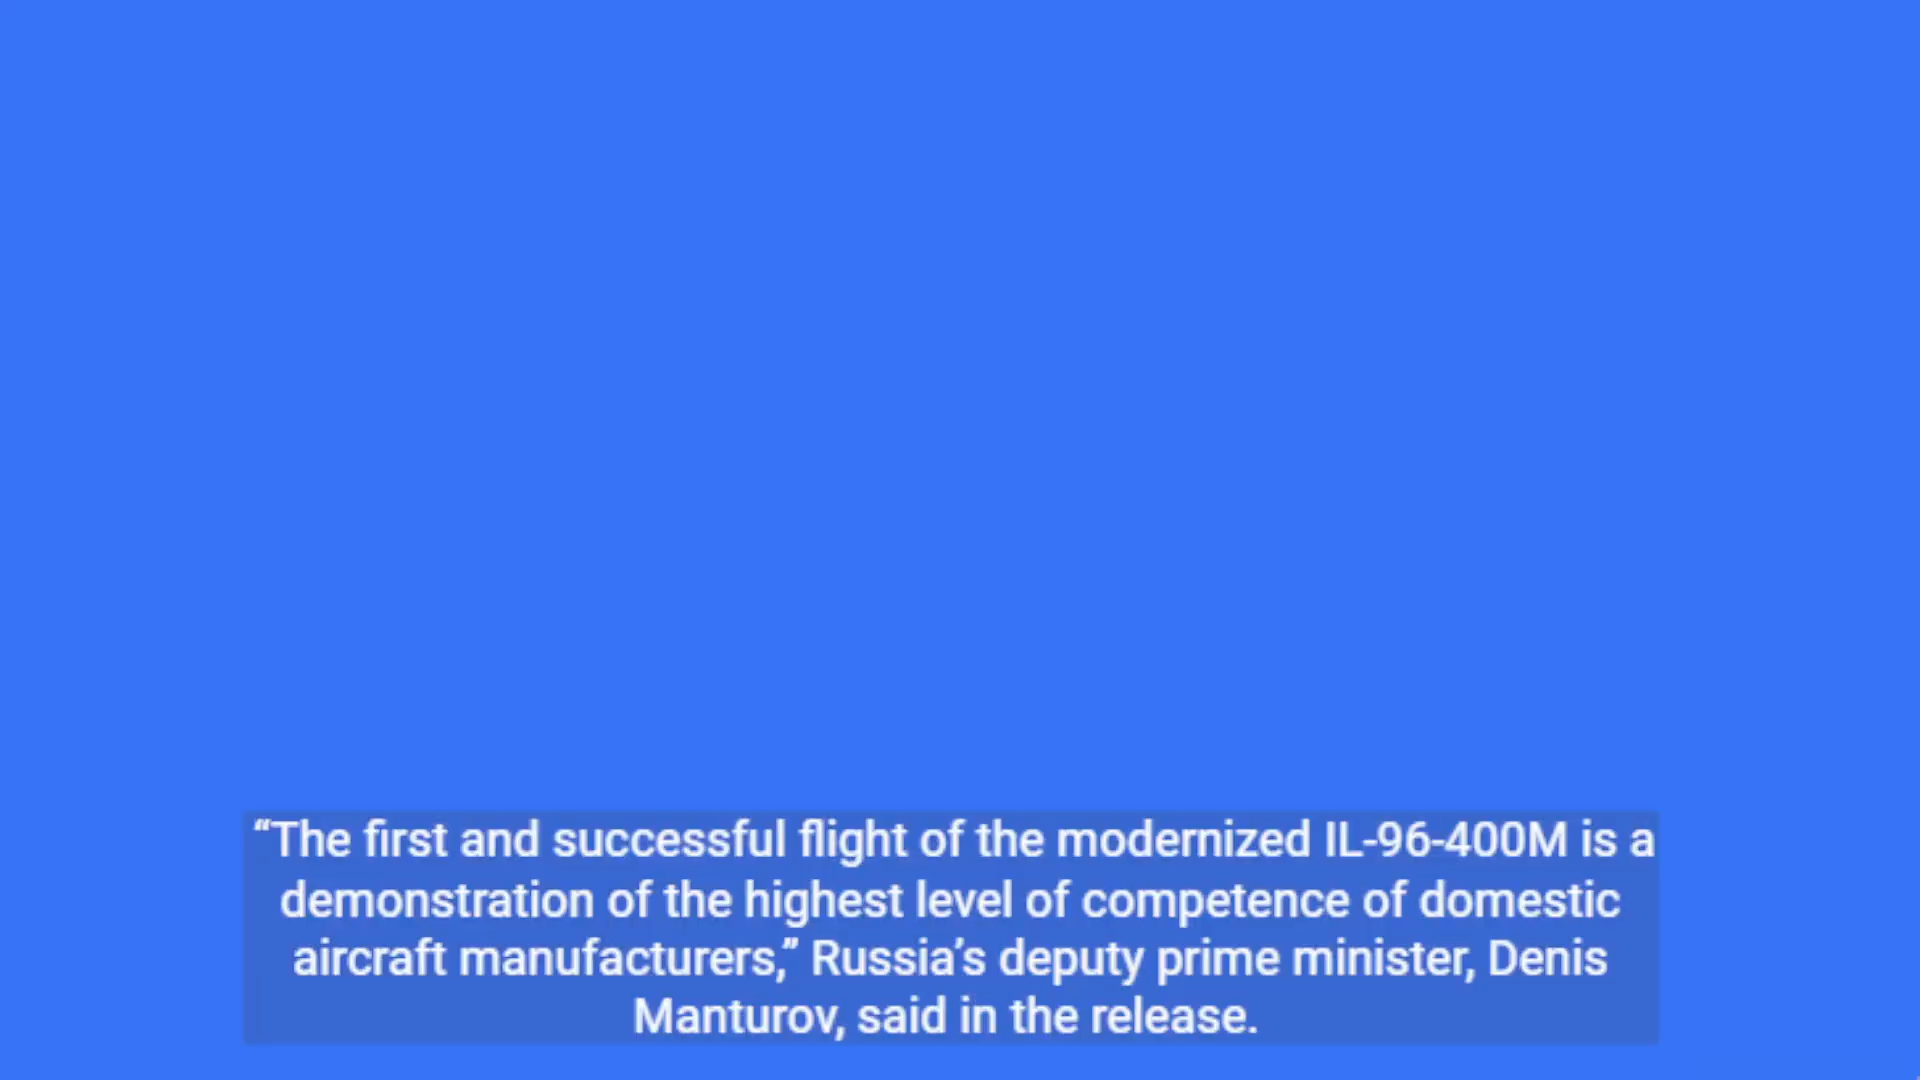 “The first and successful flight of the modernized IL-96-400M is a
demonstration of the highest level of competence of domestic
aircraft manufacturers,” Russia’s deputy prime minister, Denis
Manturov, said in the release.